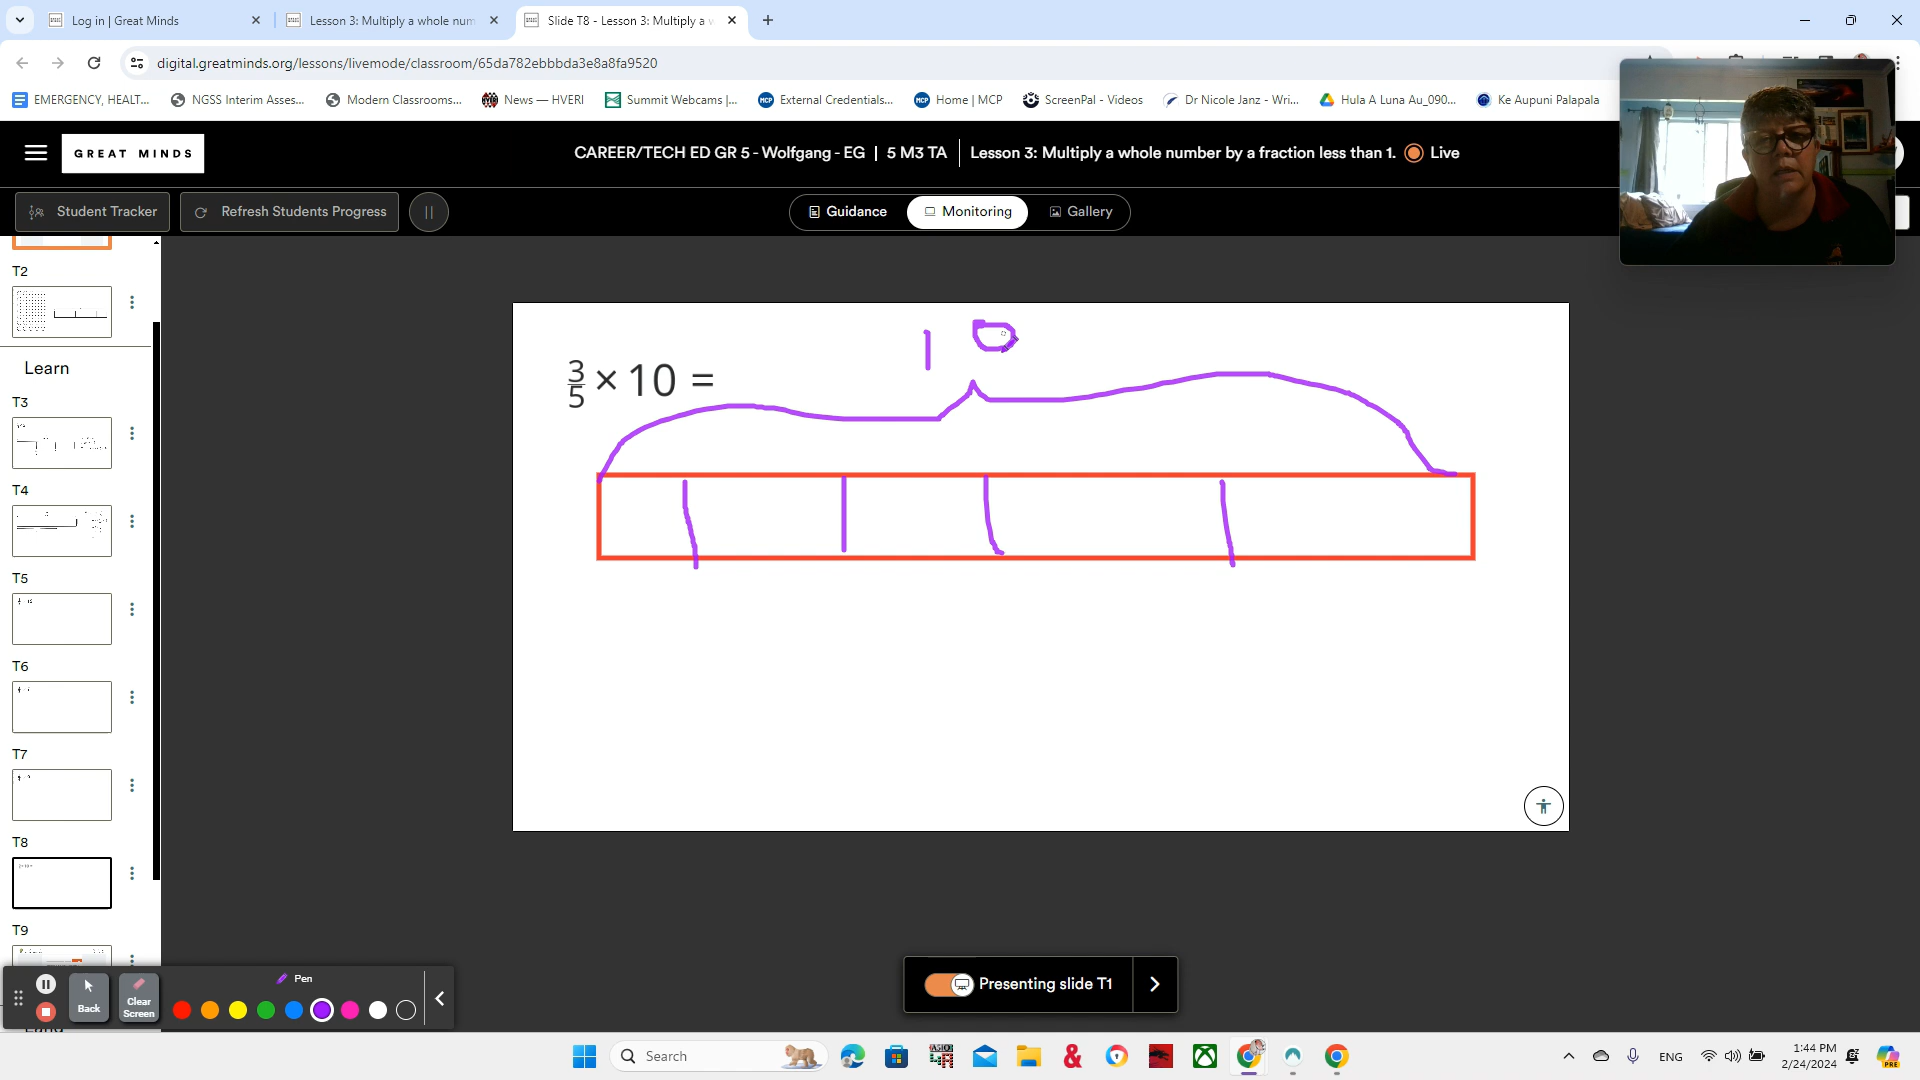 Log in | Great Minds
Lesson 3: Multiply a whole num
Slide T8 - Lesson 3: Multiply a w
digital.greatminds.org/lessons/livemode/classroom/65da782ebbbda3e8a8fa9520
EMERGENCY, HEALT...
NGSS Interim Asses...
Modern Classrooms...
News — HVERI
Summit Webcams |...
External Credentials...
Home | MCP
ScreenPal - Videos
Dr Nicole Janz - Wri...
Hula A Luna Au_090...
Ke Aupuni Palapala
GREAT MINDS
CAREER/TECH ED GR 5 - Wolfgang - EG | 5 M3 TA
Lesson 3: Multiply a whole number by a fraction less than 1.
Live
Student Tracker
Refresh Students Progress
Guidance
Monitoring
Gallery
T2
Learn
T3
T4
T5
T6
T7
T8
T9
3/5 × 10 =
10
Presenting slide T1
Pen
Back
Clear Screen
Search
ENG
1:44 PM
2/24/2024